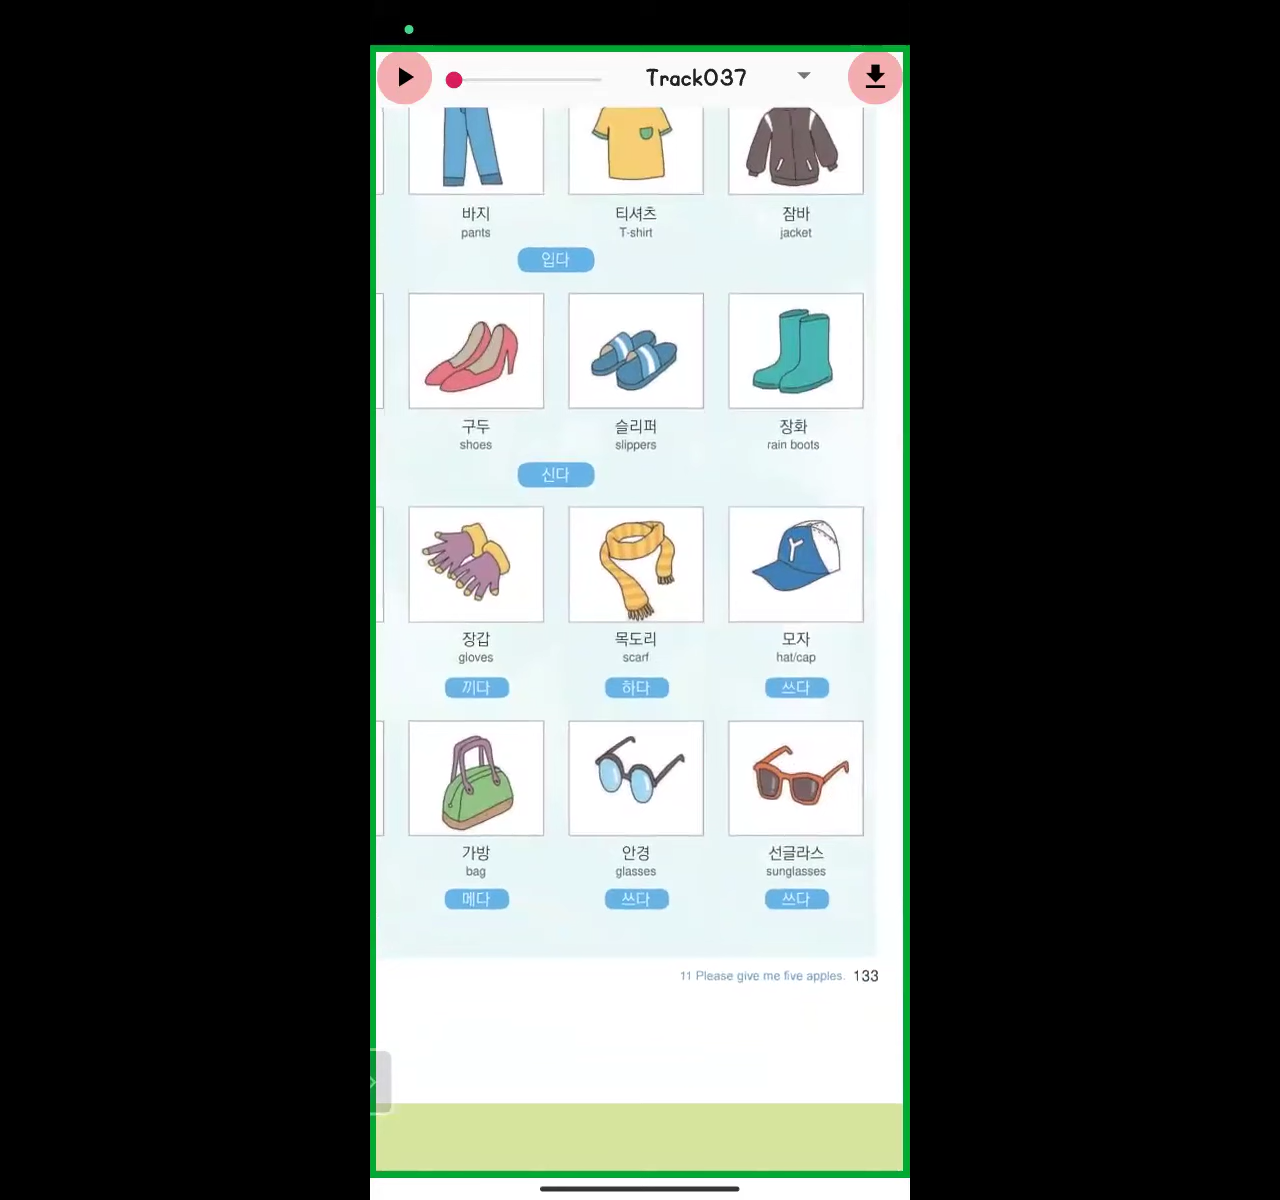 Track037
바지 티셔츠 잠바
pants T-shirt jacket
입다
구두 슬리퍼 장화
shoes slippers rain boots
신다
장갑 목도리 모자
gloves scarf hat/cap
끼다 하다 쓰다
가방 안경 선글라스
bag glasses sunglasses
메다 쓰다 쓰다
11 Please give me five apples. 133